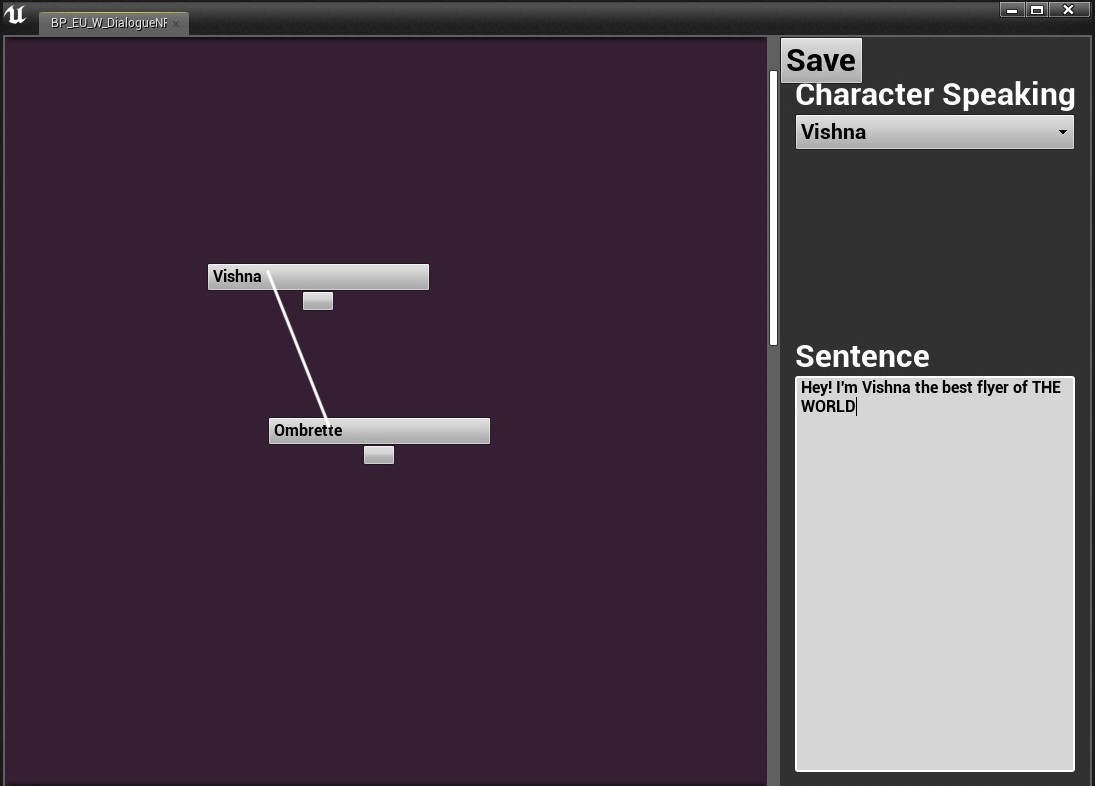 BP_EU_W_DialogueNF
Save
Character Speaking
Vishna
Vishna
Ombrette
Sentence
Hey! I'm Vishna the best flyer of THE
WORLD